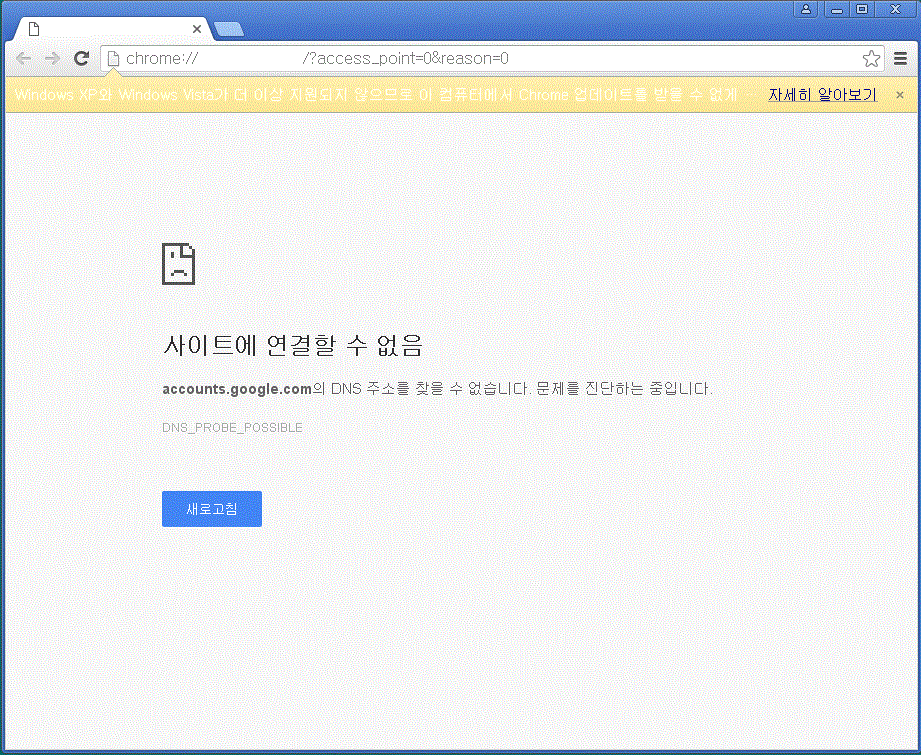 chrome:// /?access_point=0&reason=0
Windows XP와 Windows Vista가 더 이상 지원되지 않으므로 이 컴퓨터에서 Chrome 업데이트를 받을 수 없게 자세히 알아보기
사이트에 연결할 수 없음
accounts.google.com의 DNS 주소를 찾을 수 없습니다. 문제를 진단하는 중입니다.
DNS_PROBE_POSSIBLE
새로고침